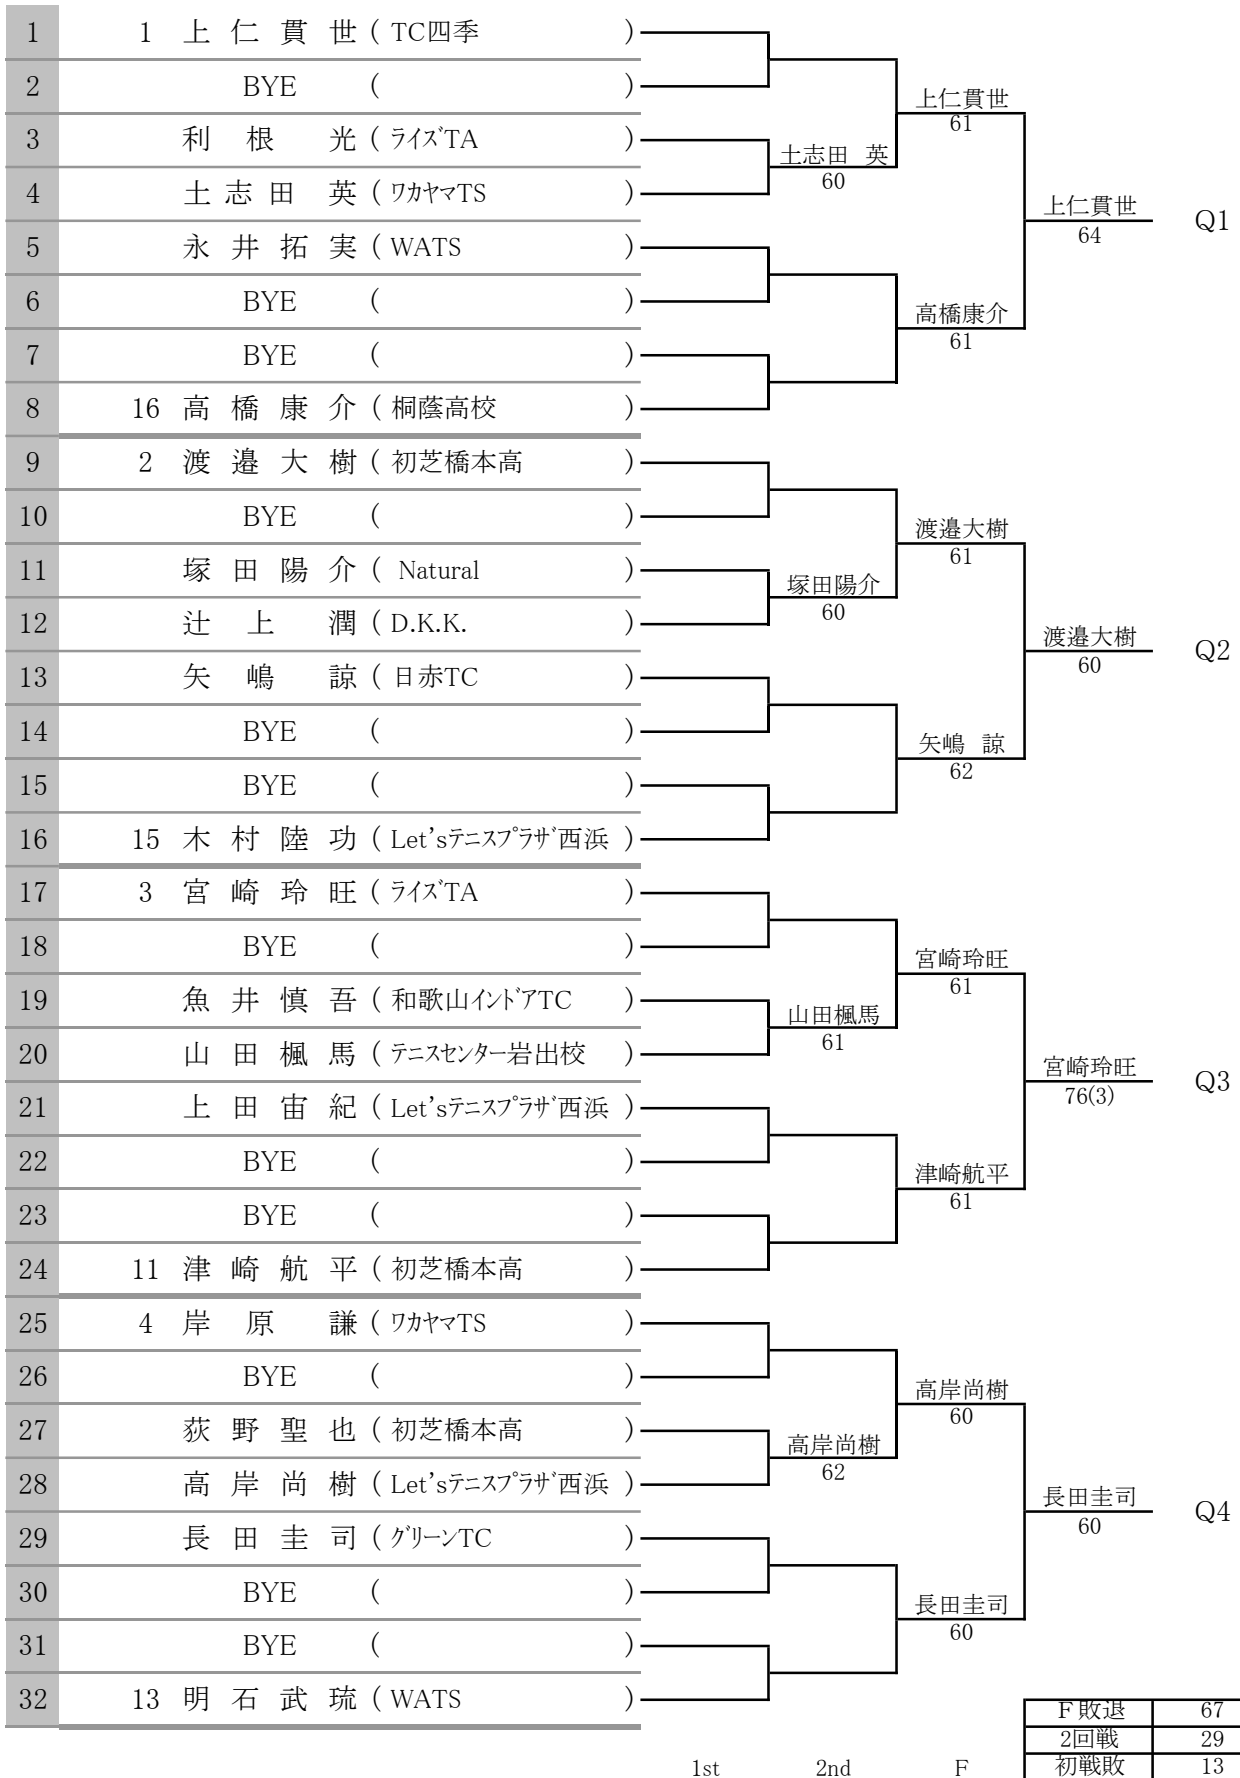 1 1 上仁貫世 ( TC四季 )
2 BYE ( )
上仁貫世
61
3 利根 光 ( ライズTA )
土志田 英
60
4 土志田 英 ( ワカヤマTS )
上仁貫世 Q1
64
5 永井拓実 ( WATS )
6 BYE ( )
高橋康介
61
7 BYE ( )
8 16 高橋康介 ( 桐蔭高校 )
9 2 渡邉大樹 ( 初芝橋本高 )
10 BYE ( )
渡邉大樹
61
11 塚田陽介 ( Natural )
塚田陽介
60
12 辻上 潤 ( D.K.K. )
渡邉大樹 Q2
60
13 矢嶋 諒 ( 日赤TC )
14 BYE ( )
矢嶋 諒
62
15 BYE ( )
16 15 木村陸功 ( Let'sテニスプラザ西浜 )
17 3 宮崎玲旺 ( ライズTA )
18 BYE ( )
宮崎玲旺
61
19 魚井慎吾 ( 和歌山インドアTC )
山田楓馬
61
20 山田楓馬 ( テニスセンター岩出校 )
宮崎玲旺 Q3
76(3)
21 上田宙紀 ( Let'sテニスプラザ西浜 )
22 BYE ( )
津崎航平
61
23 BYE ( )
24 11 津崎航平 ( 初芝橋本高 )
25 4 岸原 謙 ( ワカヤマTS )
26 BYE ( )
高岸尚樹
60
27 荻野聖也 ( 初芝橋本高 )
高岸尚樹
62
28 高岸尚樹 ( Let'sテニスプラザ西浜 )
長田圭司 Q4
60
29 長田圭司 ( グリーンTC )
30 BYE ( )
長田圭司
60
31 BYE ( )
32 13 明石武琉 ( WATS )
F敗退 67
2回戦 29
1st 2nd F 初戦敗 13